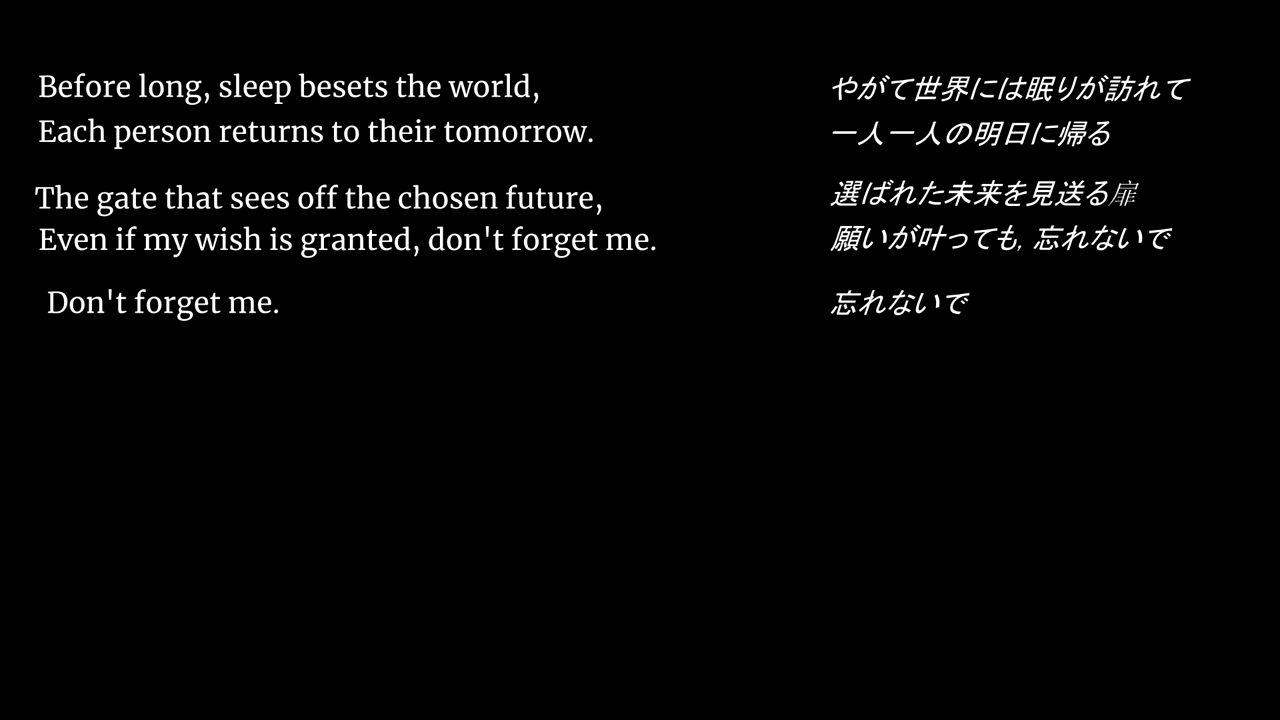 Before long, sleep besets the world,
Each person returns to their tomorrow.
The gate that sees off the chosen future,
Even if my wish is granted, don't forget me.
Don't forget me.
やがて世界には眠りが訪れて
一人一人の明日に帰る
選ばれた未来を見送る扉
願いが叶っても, 忘れないで
忘れないで